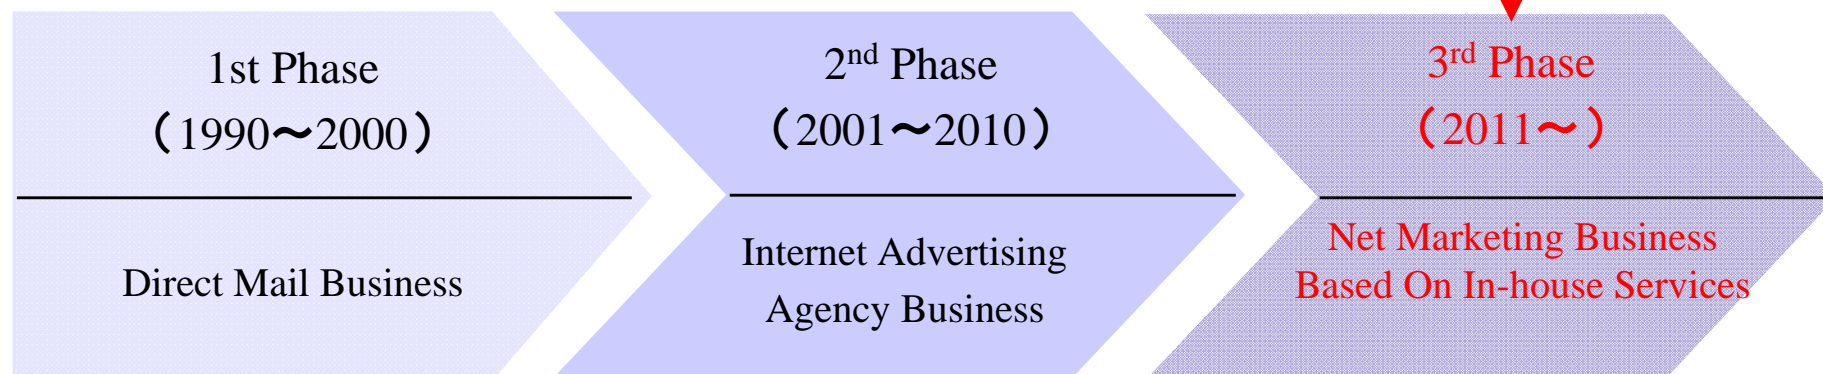 1st Phase
（1990～2000）
Direct Mail Business
2nd Phase
（2001～2010）
Internet Advertising
Agency Business
3rd Phase
（2011～ ）
Net Marketing Business
Based On In-house Services